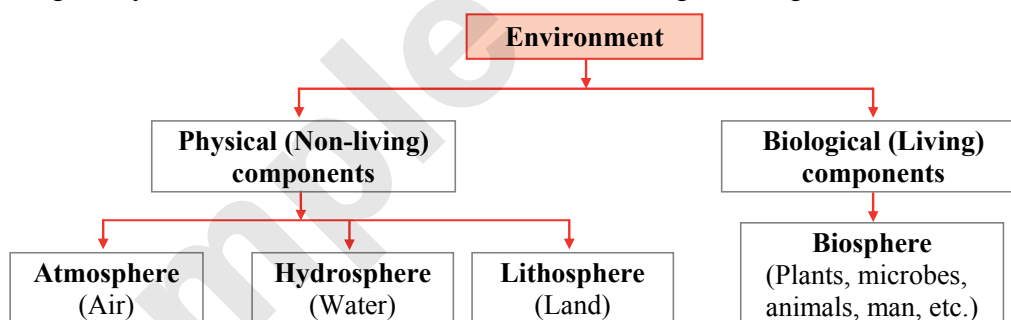 Environment
Physical (Non-living)
components
Biological (Living)
components
Atmosphere
(Air)
Hydrosphere
(Water)
Lithosphere
(Land)
Biosphere
(Plants, microbes,
animals, man, etc.)
mple